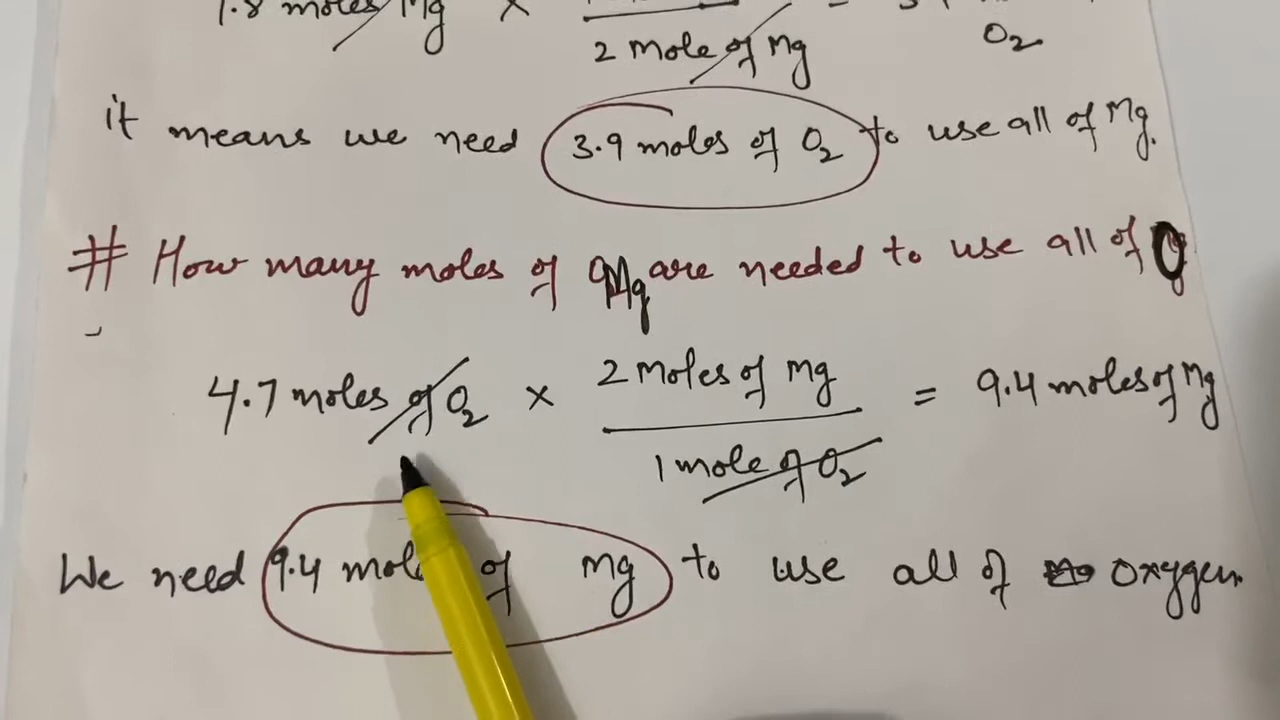 moles Mg ×
2 mole of Mg
O2
it means we need 3.9 moles of O2 to use all of Mg.
# How many moles of Mg are needed to use all of O
4.7 moles of O2 × 2 moles of Mg = 9.4 moles of Mg
1 mole of O2
We need 9.4 of Mg to use all of oxygen